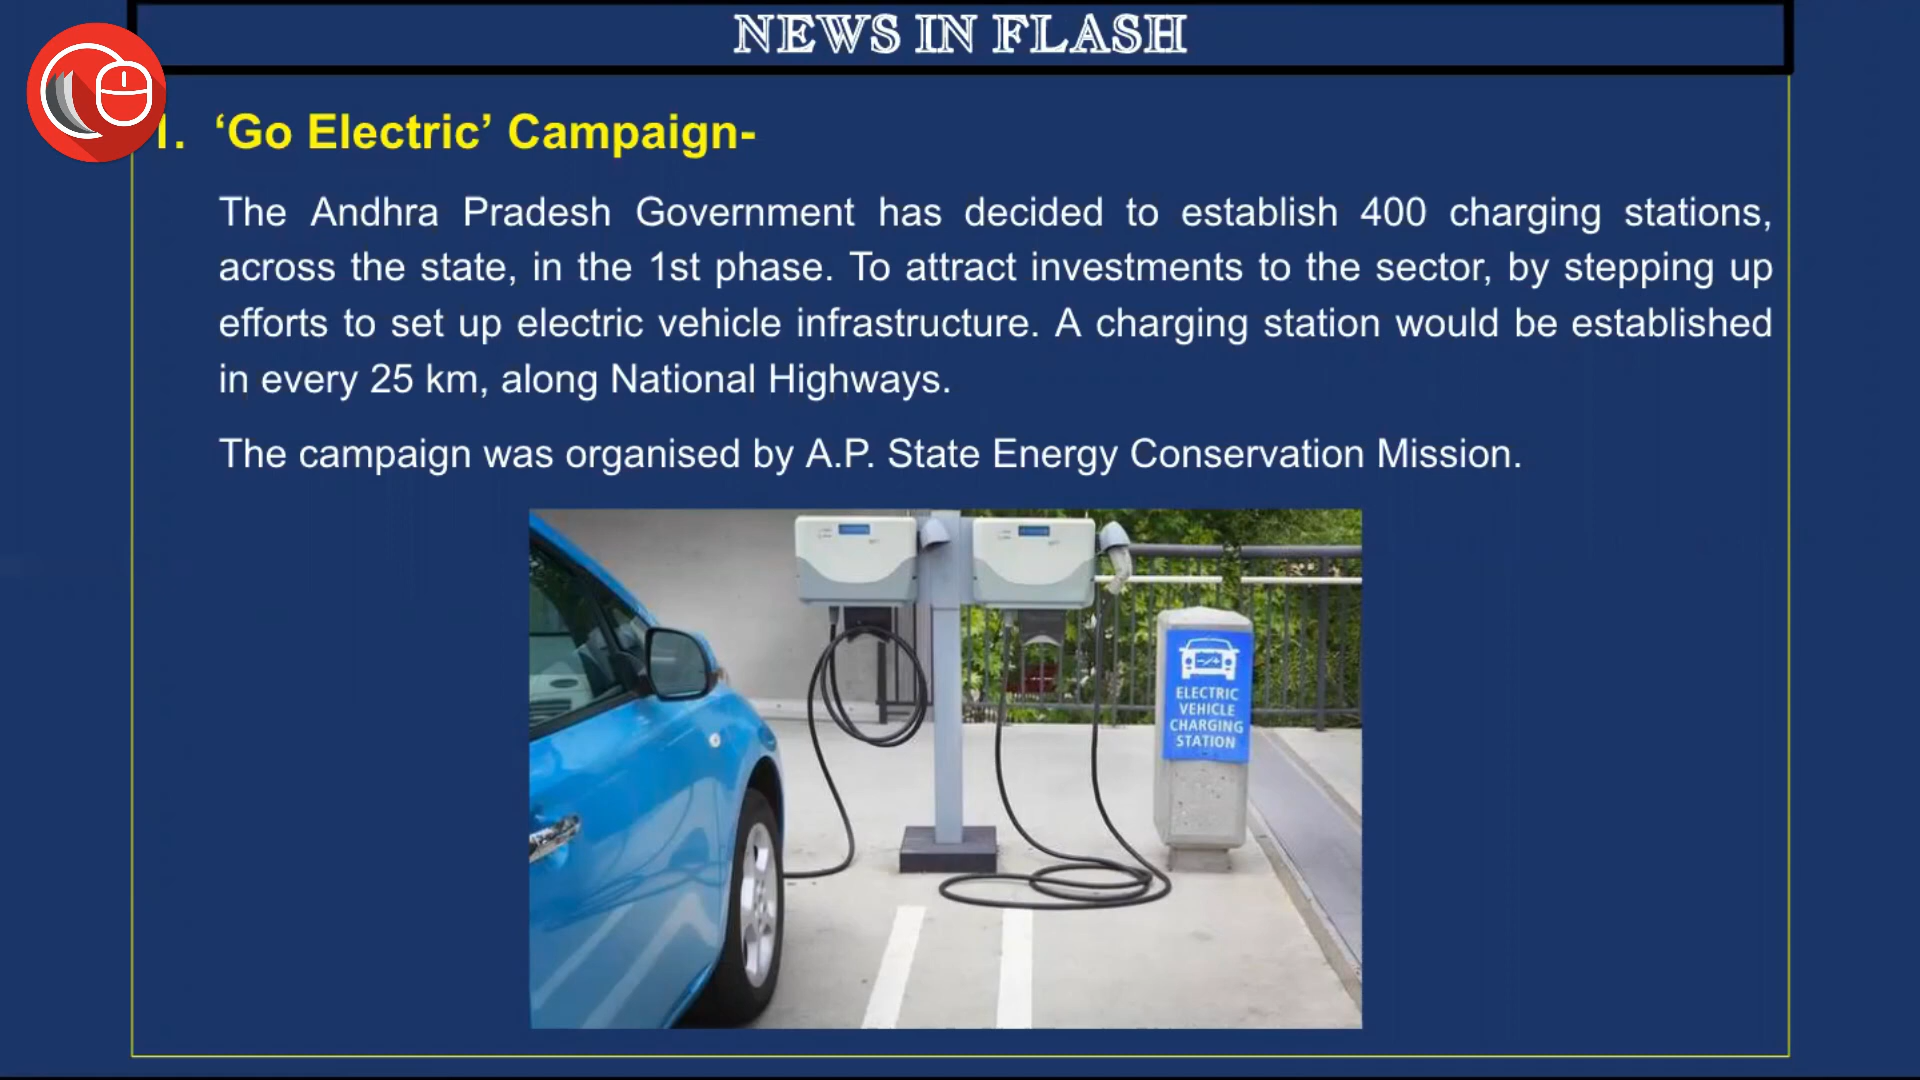 NEWS IN FLASH
1. ‘Go Electric’ Campaign-
The Andhra Pradesh Government has decided to establish 400 charging stations,
across the state, in the 1st phase. To attract investments to the sector, by stepping up
efforts to set up electric vehicle infrastructure. A charging station would be established
in every 25 km, along National Highways.
The campaign was organised by A.P. State Energy Conservation Mission.
ELECTRIC
VEHICLE
CHARGING
STATION